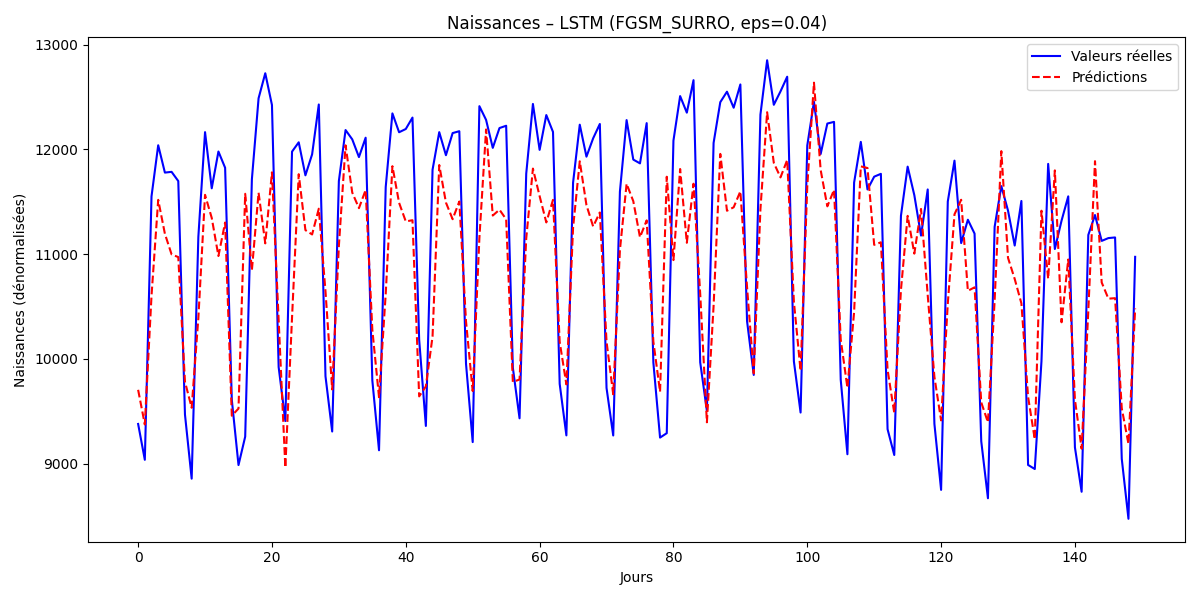 Naissances – LSTM (FGSM_SURRO, eps=0.04)
Valeurs réelles
Prédictions
Naissances (dénormalisées)
13000
12000
11000
10000
9000
0 20 40 60 80 100 120 140
Jours